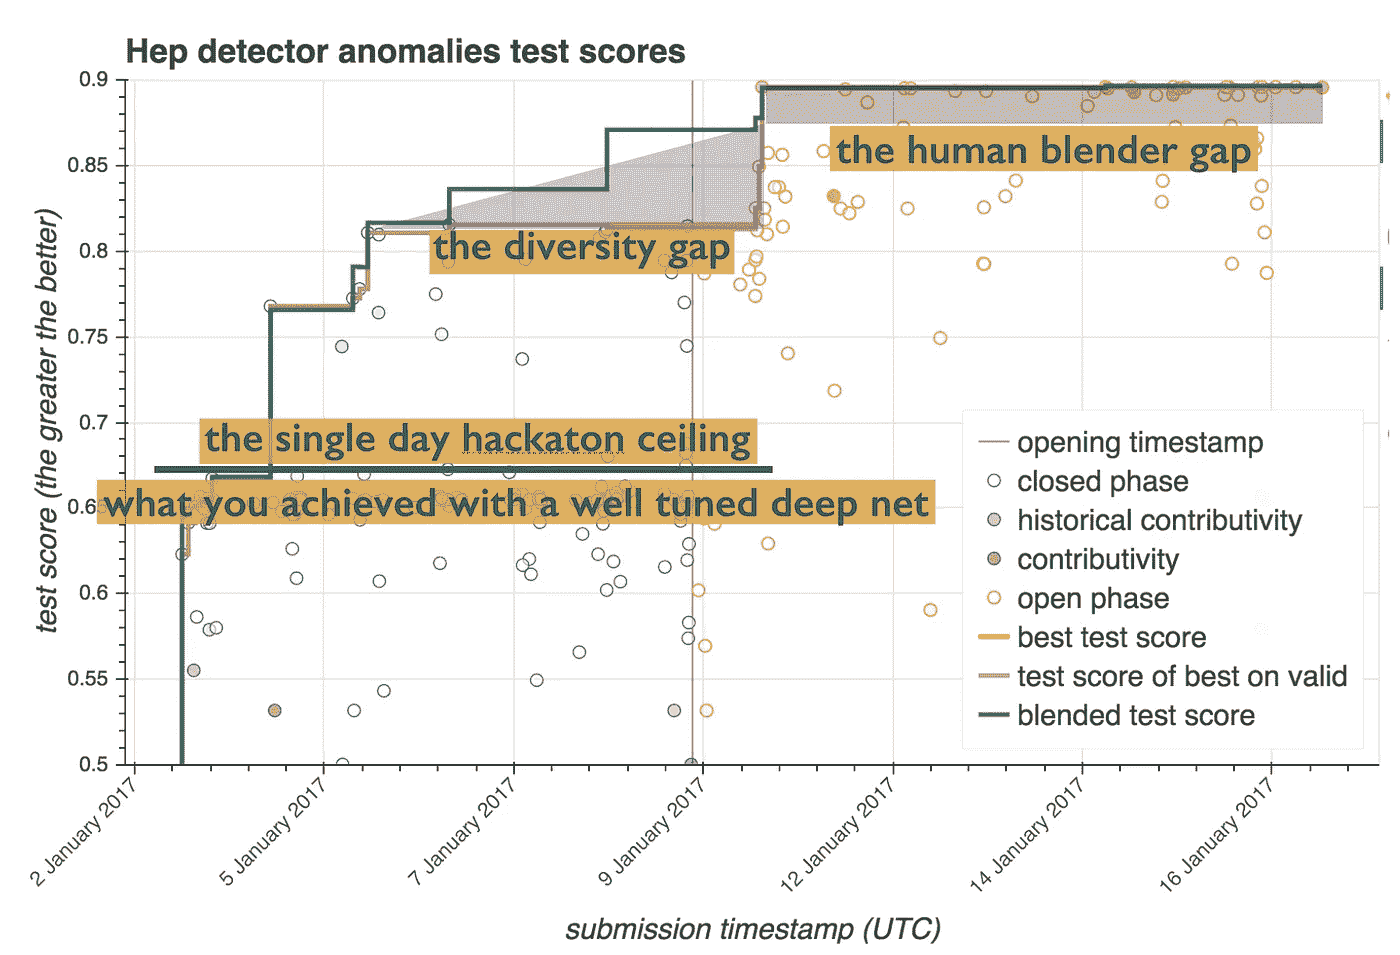 Hep detector anomalies test scores
0.9
0.85
0.8
0.75
0.7
0.6
0.6
0.55
0.5
test score (the greater the better)
the human blender gap
the diversity gap
the single day hackaton ceiling
what you achieved with a well tuned deep net
opening timestamp
closed phase
historical contributivity
contributivity
open phase
best test score
test score of best on valid
blended test score
2 January 2017
5 January 2017
7 January 2017
9 January 2017
12 January 2017
14 January 2017
16 January 2017
submission timestamp (UTC)